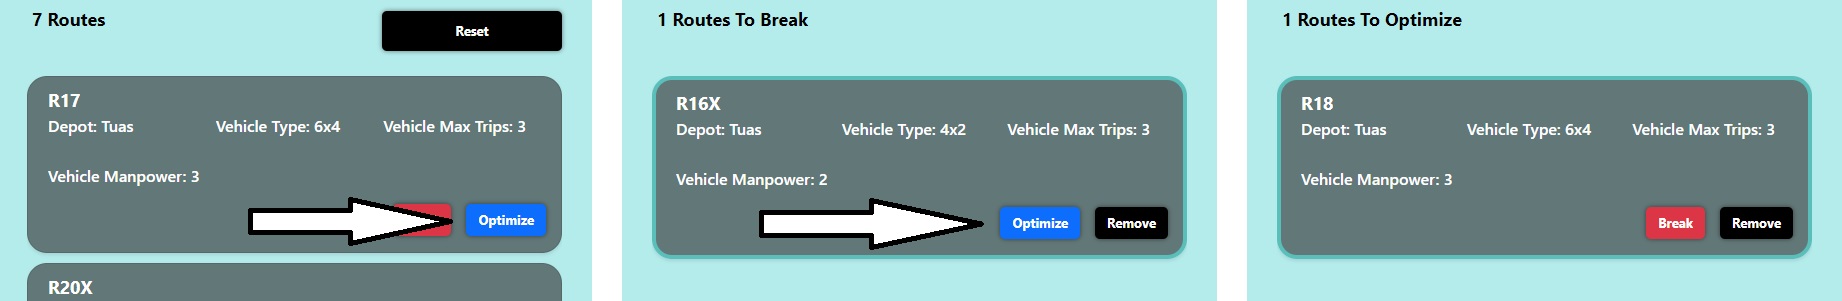 7 Routes
Reset
R17
Depot: Tuas Vehicle Type: 6x4 Vehicle Max Trips: 3
Vehicle Manpower: 3
Optimize
R20X
1 Routes To Break
R16X
Depot: Tuas Vehicle Type: 4x2 Vehicle Max Trips: 3
Vehicle Manpower: 2
Optimize Remove
1 Routes To Optimize
R18
Depot: Tuas Vehicle Type: 6x4 Vehicle Max Trips: 3
Vehicle Manpower: 3
Break Remove